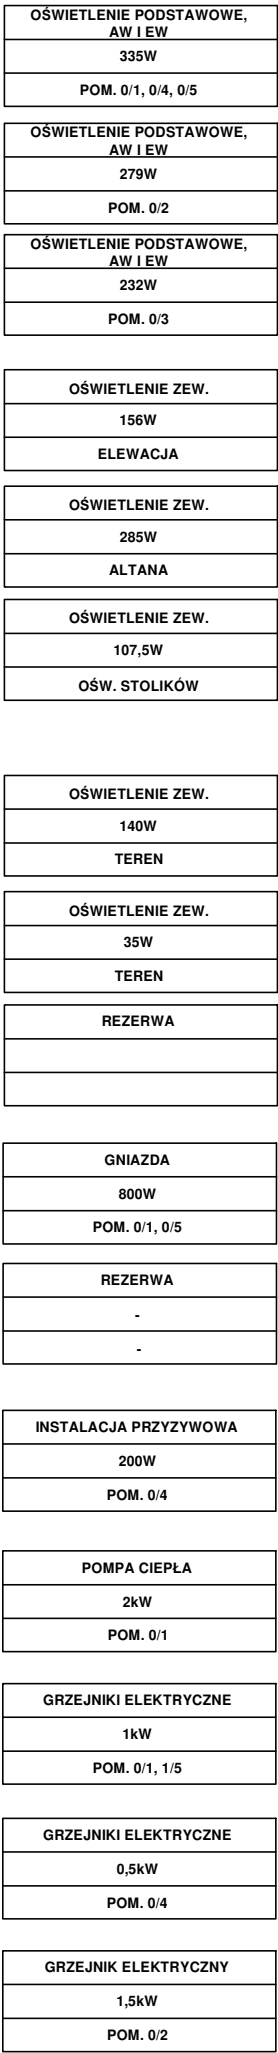 OŚWIETLENIE PODSTAWOWE,
AW I EW
335W
POM. 0/1, 0/4, 0/5
OŚWIETLENIE PODSTAWOWE,
AW I EW
279W
POM. 0/2
OŚWIETLENIE PODSTAWOWE,
AW I EW
232W
POM. 0/3
OŚWIETLENIE ZEW.
156W
ELEWACJA
OŚWIETLENIE ZEW.
285W
ALTANA
OŚWIETLENIE ZEW.
107,5W
OŚW. STOLIKÓW
OŚWIETLENIE ZEW.
140W
TEREN
OŚWIETLENIE ZEW.
35W
TEREN
REZERWA
GNIAZDA
800W
POM. 0/1, 0/5
REZERWA
-
-
INSTALACJA PRZYZYWOWA
200W
POM. 0/4
POMPA CIEPŁA
2kW
POM. 0/1
GRZEJNIKI ELEKTRYCZNE
1kW
POM. 0/1, 1/5
GRZEJNIKI ELEKTRYCZNE
0,5kW
POM. 0/4
GRZEJNIK ELEKTRYCZNY
1,5kW
POM. 0/2